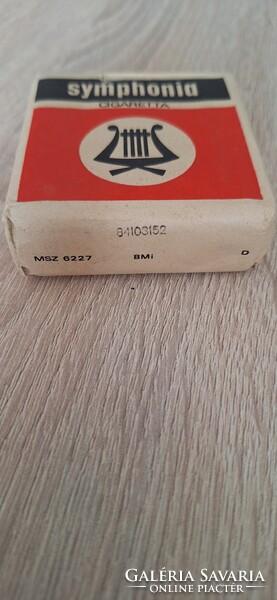 symphonia
CIGARETTA
84103152
MSZ 6227 BMi D
GALÉRIA SAVARIA
ONLINE PIACTÉR